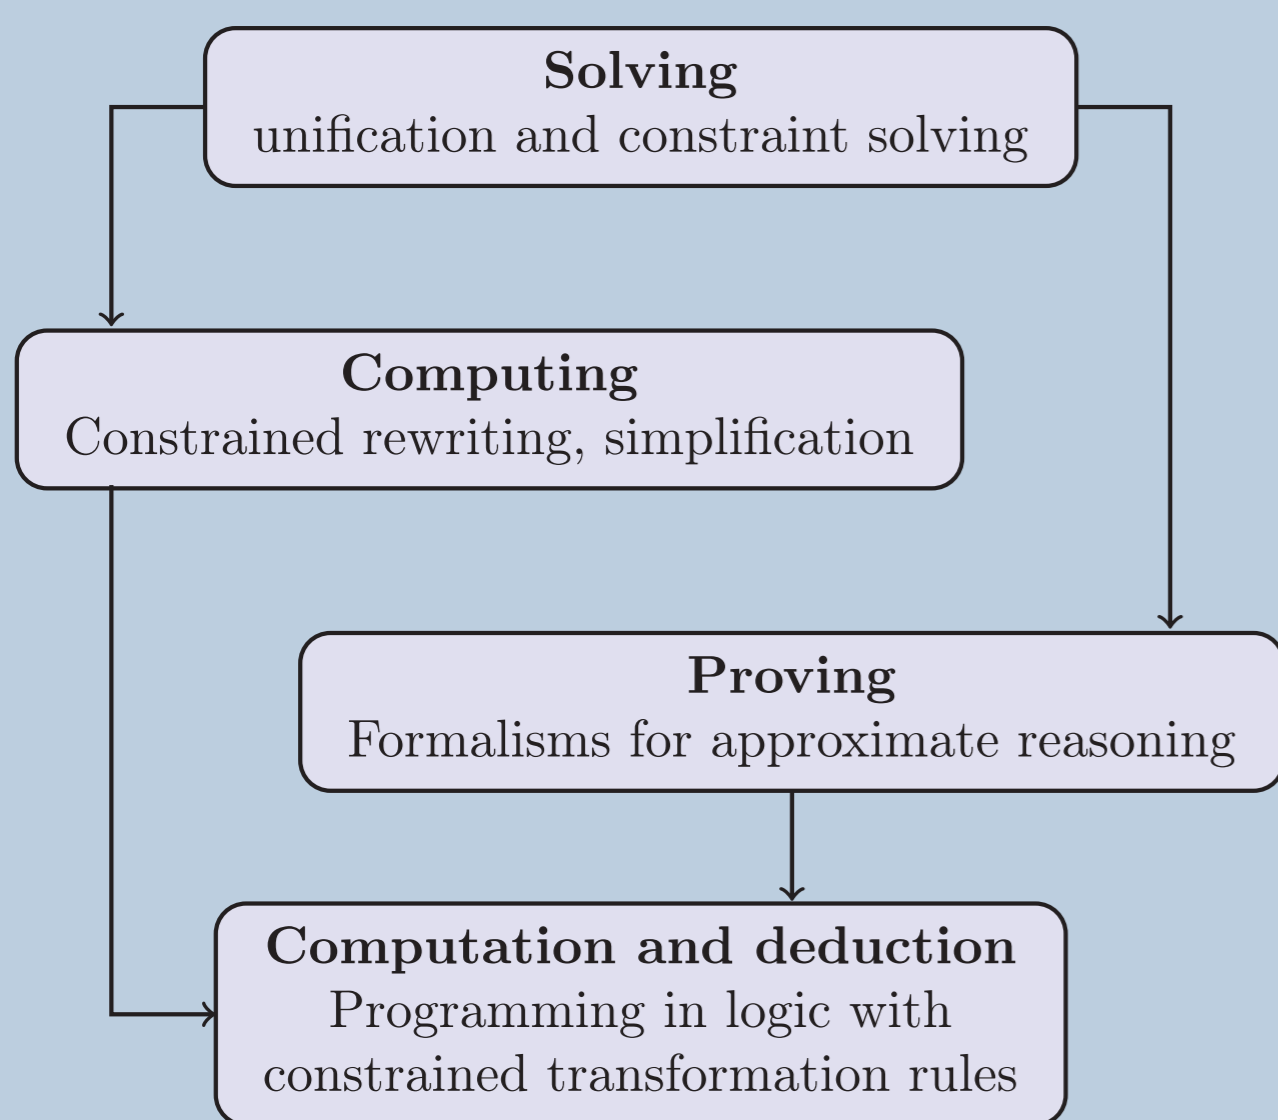 Solving
unification and constraint solving
Computing
Constrained rewriting, simplification
Proving
Formalisms for approximate reasoning
Computation and deduction
Programming in logic with
constrained transformation rules